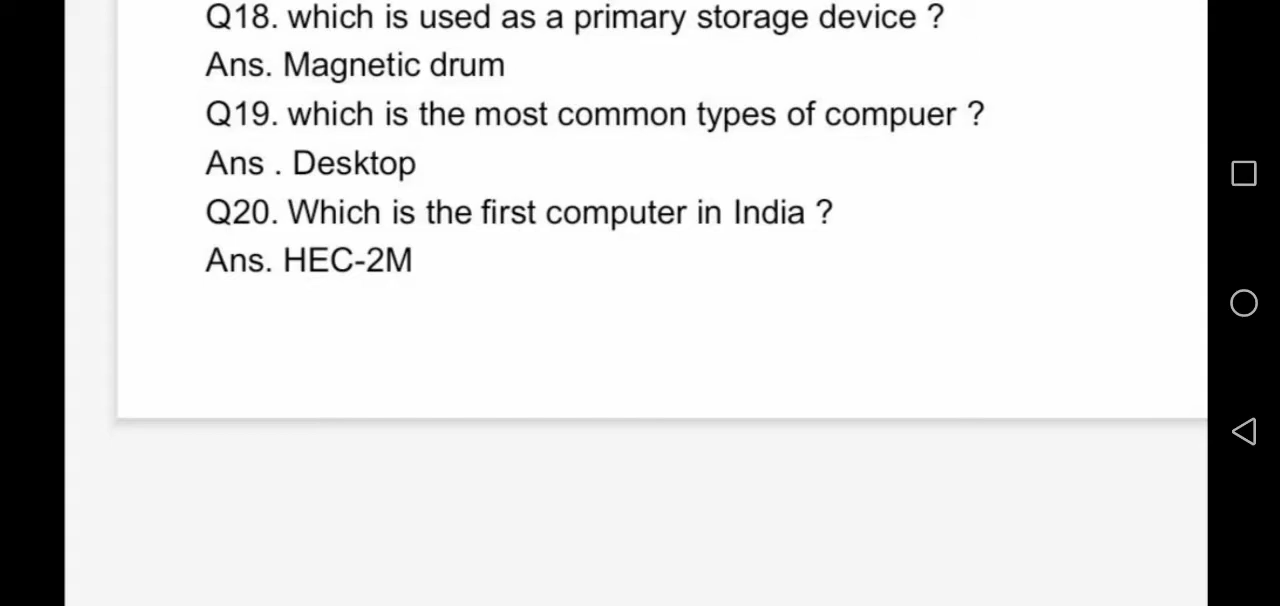 Q18. which is used as a primary storage device ?
Ans. Magnetic drum
Q19. which is the most common types of compuer ?
Ans . Desktop
Q20. Which is the first computer in India ?
Ans. HEC-2M